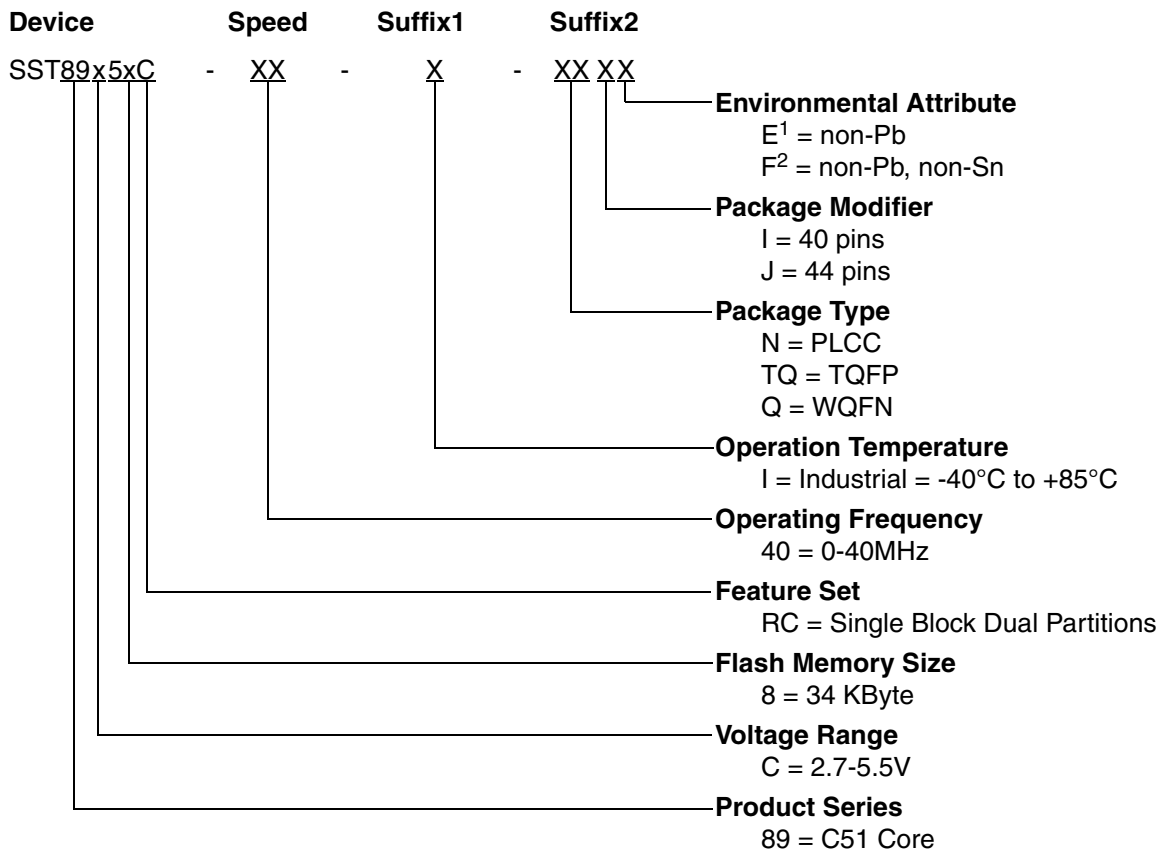 Device Speed Suffix1 Suffix2
SST89x5xC - XX - X - XX X X
Environmental Attribute
E1 = non-Pb
F2 = non-Pb, non-Sn
Package Modifier
I = 40 pins
J = 44 pins
Package Type
N = PLCC
TQ = TQFP
Q = WQFN
Operation Temperature
I = Industrial = -40°C to +85°C
Operating Frequency
40 = 0-40MHz
Feature Set
RC = Single Block Dual Partitions
Flash Memory Size
8 = 34 KByte
Voltage Range
C = 2.7-5.5V
Product Series
89 = C51 Core